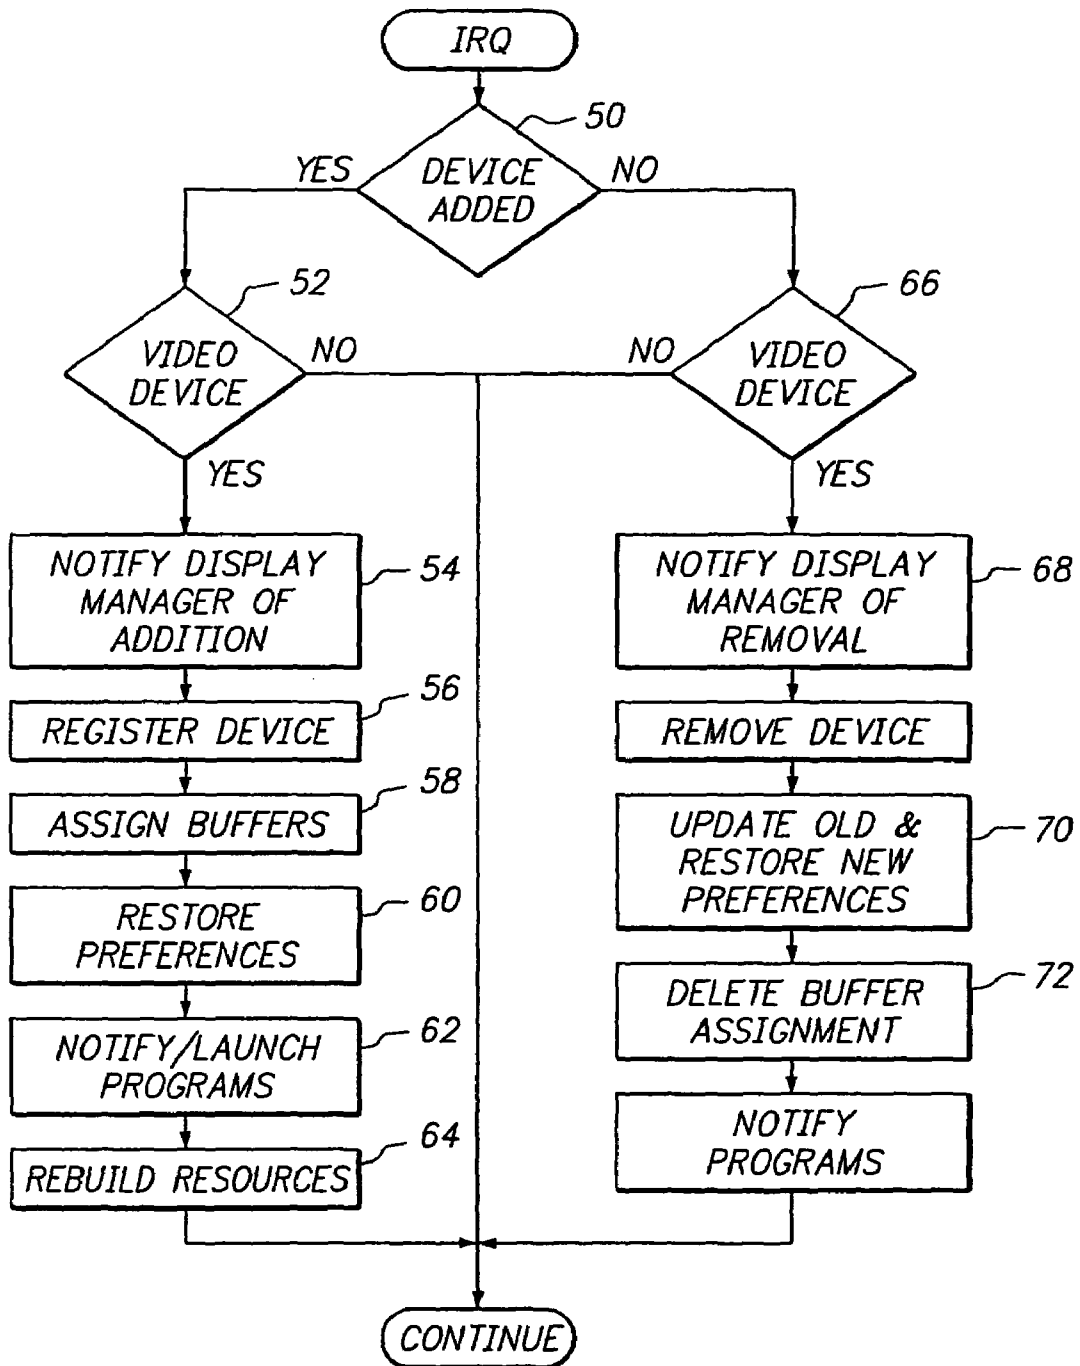 IRQ
50
DEVICE
ADDED
YES
NO
52
VIDEO
DEVICE
NO
YES
66
VIDEO
DEVICE
NO
YES
NOTIFY DISPLAY
MANAGER OF
ADDITION
54
REGISTER DEVICE
56
ASSIGN BUFFERS
58
RESTORE
PREFERENCES
60
NOTIFY/LAUNCH
PROGRAMS
62
REBUILD RESOURCES
64
NOTIFY DISPLAY
MANAGER OF
REMOVAL
68
REMOVE DEVICE
UPDATE OLD &
RESTORE NEW
PREFERENCES
70
DELETE BUFFER
ASSIGNMENT
72
NOTIFY
PROGRAMS
CONTINUE